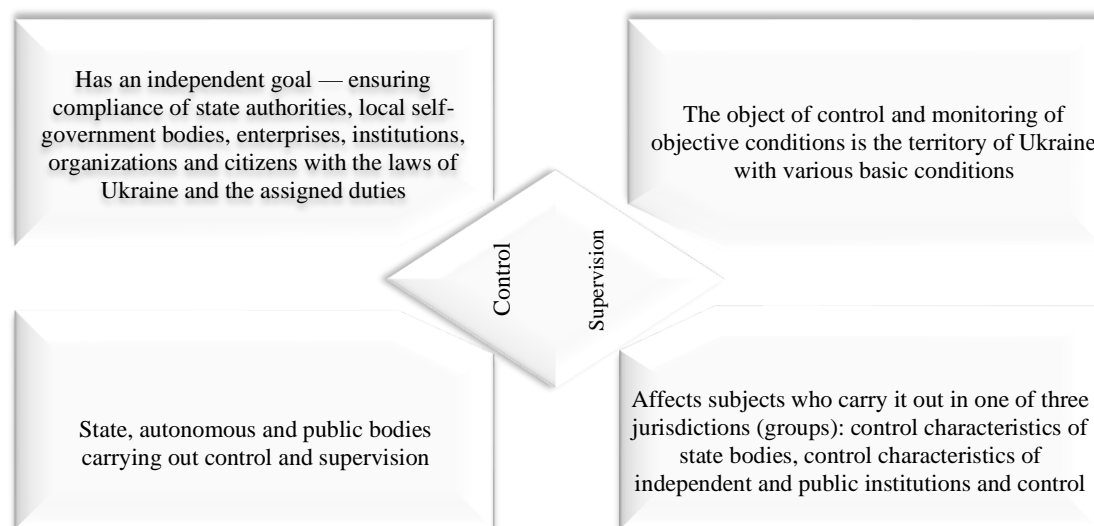 Has an independent goal — ensuring
compliance of state authorities, local self-
government bodies, enterprises, institutions,
organizations and citizens with the laws of
Ukraine and the assigned duties
The object of control and monitoring of
objective conditions is the territory of Ukraine
with various basic conditions
Control
Supervision
State, autonomous and public bodies
carrying out control and supervision
Affects subjects who carry it out in one of three
jurisdictions (groups): control characteristics of
state bodies, control characteristics of
independent and public institutions and control